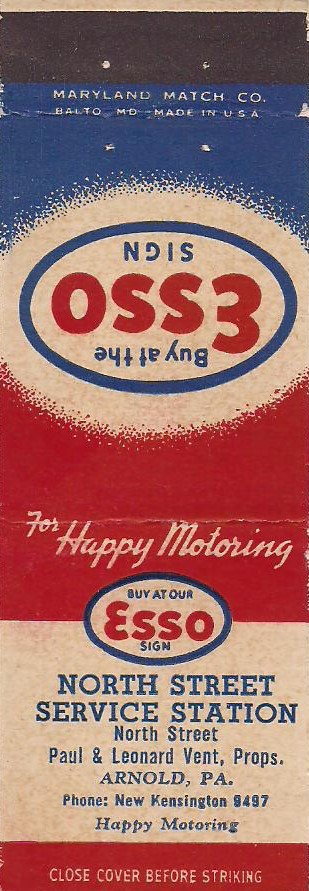 MARYLAND MATCH CO.
BALTO. MD. MADE IN U S A
Buy at the
ESSO
SIGN
For
Happy Motoring
BUY AT OUR
Esso
SIGN
NORTH STREET
SERVICE STATION
North Street
Paul & Leonard Vent, Props.
ARNOLD, PA.
Phone: New Kensington 9497
Happy Motoring
CLOSE COVER BEFORE STRIKING